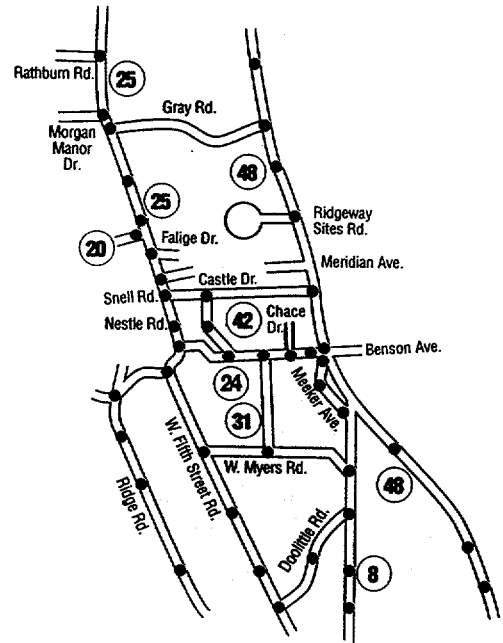 Rathburn Rd.
25
Gray Rd.
Morgan
Manor
Dr.
48
25
Ridgeway
Sites Rd.
20
Falige Dr.
Meridian Ave.
Castle Dr.
Snell Rd.
Chace
Dr.
42
Nestle Rd.
Benson Ave.
24
Meeker Ave.
31
W. Fifth Street Rd.
W. Myers Rd.
Ridge Rd.
48
Doolittle Rd.
8